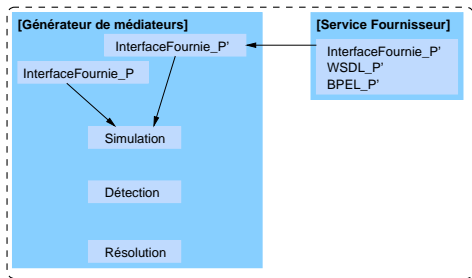 [Générateur de médiateurs]
InterfaceFournie_P'
InterfaceFournie_P
Simulation
Détection
Résolution
[Service Fournisseur]
InterfaceFournie_P'
WSDL_P'
BPEL_P'